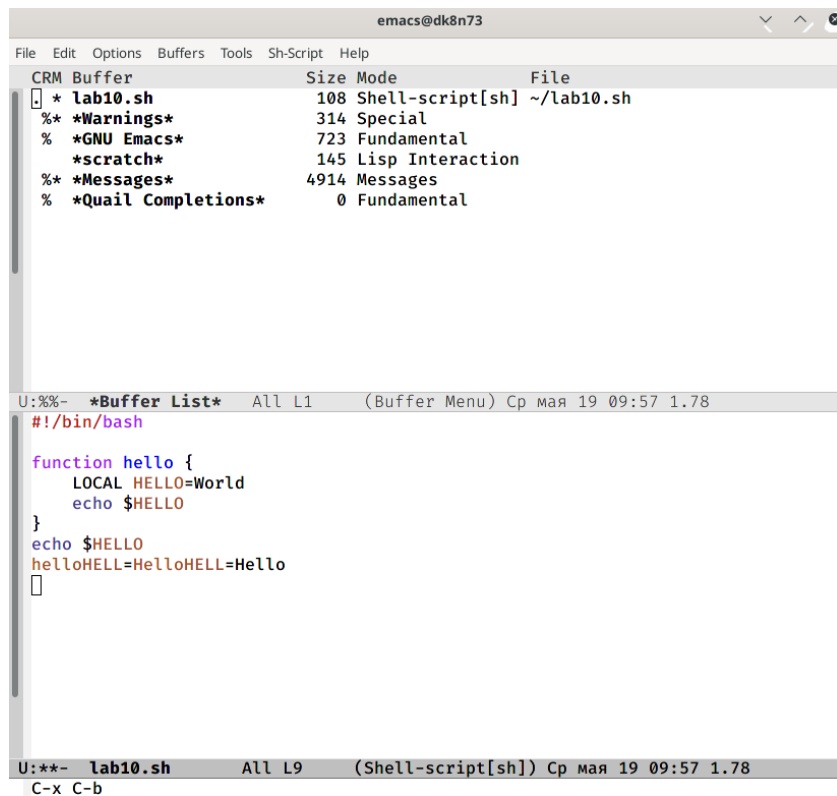 emacs@dk8n73
File Edit Options Buffers Tools Sh-Script Help
CRM Buffer Size Mode File
. * lab10.sh 108 Shell-script[sh] ~/lab10.sh
%* *Warnings* 314 Special
% *GNU Emacs* 723 Fundamental
*scratch* 145 Lisp Interaction
%* *Messages* 4914 Messages
% *Quail Completions* 0 Fundamental
U:%%- *Buffer List* All L1 (Buffer Menu) Ср мая 19 09:57 1.78
#!/bin/bash
function hello {
LOCAL HELLO=World
echo $HELLO
}
echo $HELLO
helloHELL=HelloHELL=Hello
U:**- lab10.sh All L9 (Shell-script[sh]) Ср мая 19 09:57 1.78
C-x C-b